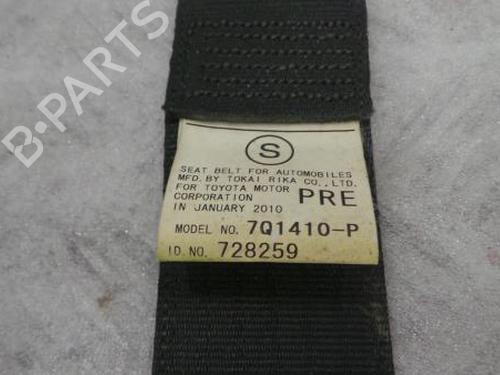 B-PARTS
S
SEAT BELT FOR AUTOMOBILES
MFD. BY TOKAI RIKA CO., LTD.
FOR TOYOTA MOTOR
CORPORATION PRE
IN JANUARY 2010
MODEL NO. 7Q1410-P
I.D. NO. 728259